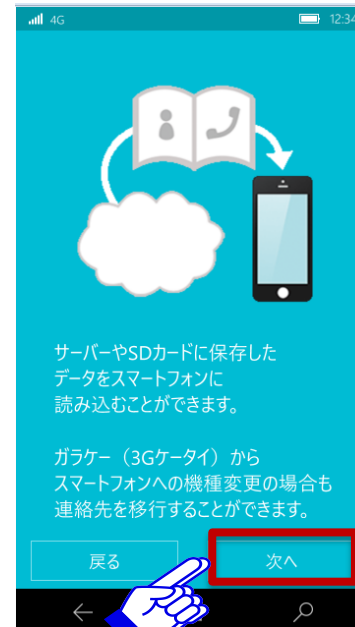 4G 12:34
サーバーやSDカードに保存した
データをスマートフォンに
読み込むことができます。
ガラケー（3Gケータイ）から
スマートフォンへの機種変更の場合も
連絡先を移行することができます。
戻る 次へ